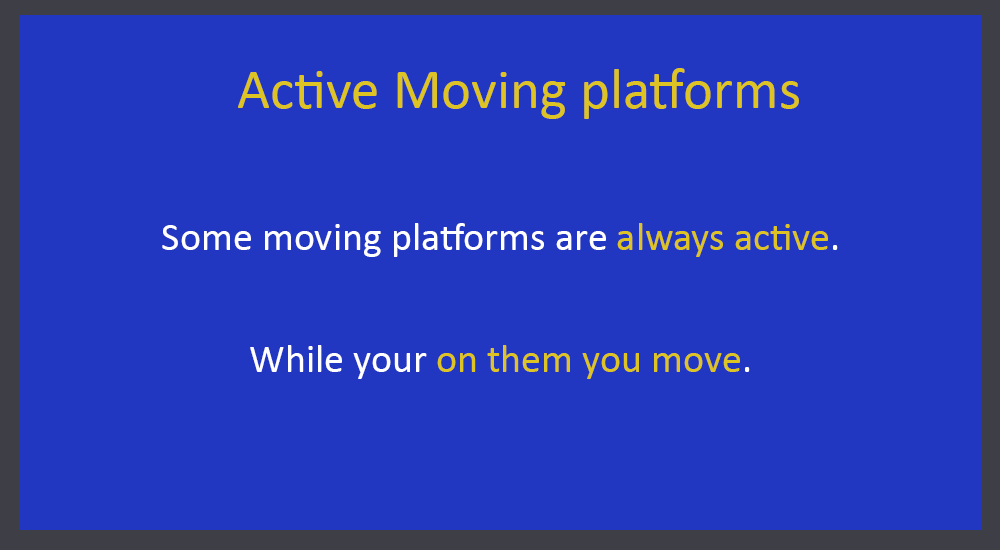 Active Moving platforms
Some moving platforms are always active.
While your on them you move.